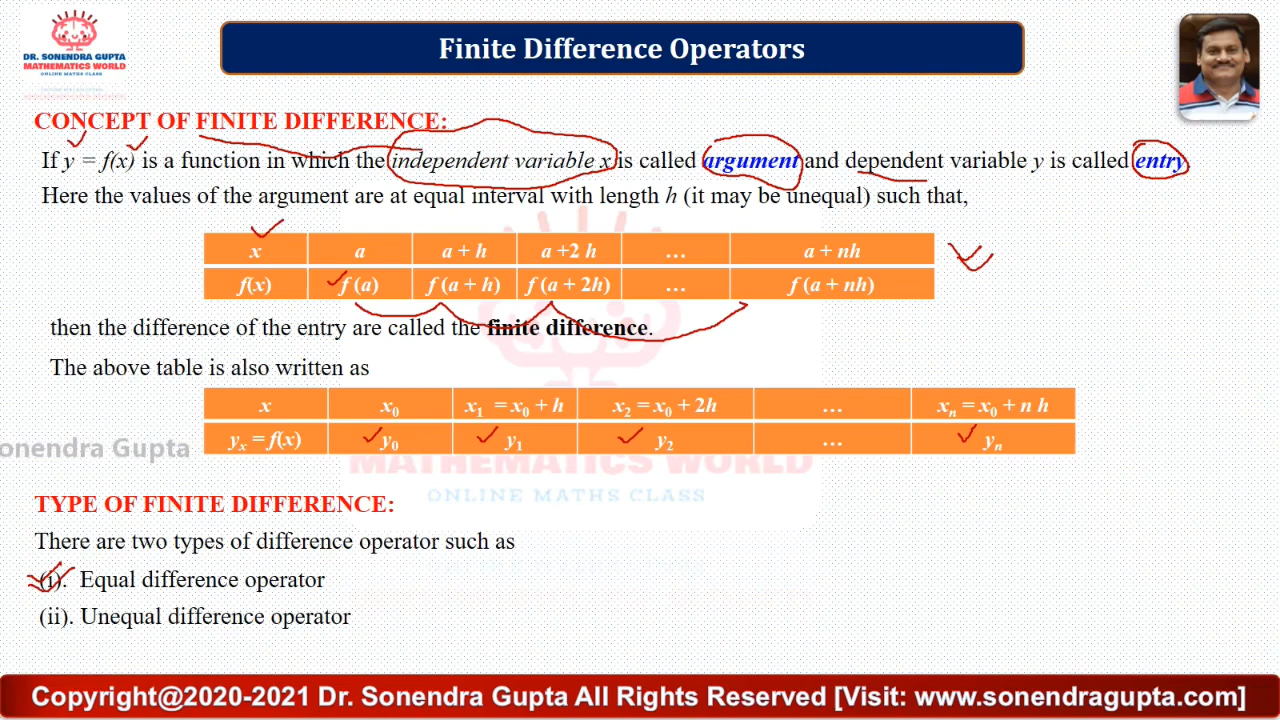 DR. SONENDRA GUPTA
MATHEMATICS WORLD
ONLINE MATHS CLASS
Finite Difference Operators
CONCEPT OF FINITE DIFFERENCE:
If y = f(x) is a function in which the independent variable x is called argument and dependent variable y is called entry.
Here the values of the argument are at equal interval with length h (it may be unequal) such that,
x a a + h a +2 h … a + nh
f(x) f (a) f (a + h) f (a + 2h) … f (a + nh)
then the difference of the entry are called the finite difference.
The above table is also written as
x x₀ x₁ = x₀ + h x₂ = x₀ + 2h … xₙ = x₀ + n h
yₓ = f(x) y₀ y₁ y₂ … yₙ
onendra Gupta
MATHEMATICS WORLD
ONLINE MATHS CLASS
TYPE OF FINITE DIFFERENCE:
There are two types of difference operator such as
(i). Equal difference operator
(ii). Unequal difference operator
Copyright@2020-2021 Dr. Sonendra Gupta All Rights Reserved [Visit: www.sonendragupta.com]